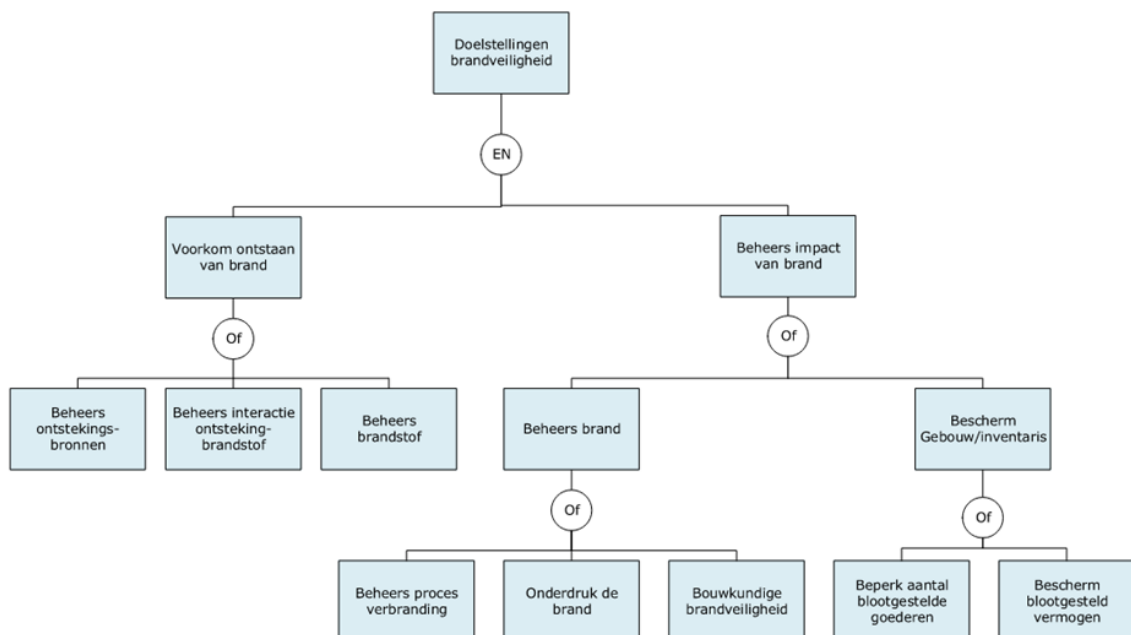 Doelstellingen
brandveiligheid
EN
Voorkom ontstaan
van brand
Beheers impact
van brand
Of
Of
Beheers
ontstekings-
bronnen
Beheers interactie
ontsteking-
brandstof
Beheers
brandstof
Beheers brand
Bescherm
Gebouw/inventaris
Of
Of
Beheers proces
verbranding
Onderdruk de
brand
Bouwkundige
brandveiligheid
Beperk aantal
blootgestelde
goederen
Bescherm
blootgesteld
vermogen